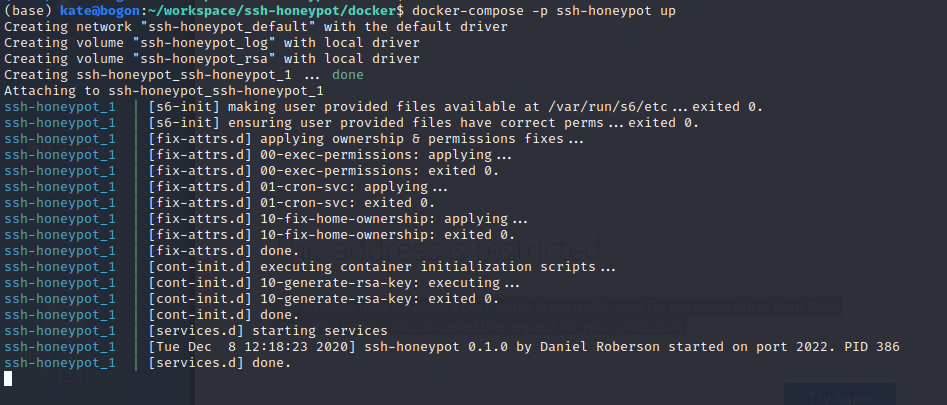 (base) kate@bogon:~/workspace/ssh-honeypot/docker$ docker-compose -p ssh-honeypot up
Creating network "ssh-honeypot_default" with the default driver
Creating volume "ssh-honeypot_log" with local driver
Creating volume "ssh-honeypot_rsa" with local driver
Creating ssh-honeypot_ssh-honeypot_1 ... done
Attaching to ssh-honeypot_ssh-honeypot_1
ssh-honeypot_1 | [s6-init] making user provided files available at /var/run/s6/etc...exited 0.
ssh-honeypot_1 | [s6-init] ensuring user provided files have correct perms...exited 0.
ssh-honeypot_1 | [fix-attrs.d] applying ownership & permissions fixes...
ssh-honeypot_1 | [fix-attrs.d] 00-exec-permissions: applying...
ssh-honeypot_1 | [fix-attrs.d] 00-exec-permissions: exited 0.
ssh-honeypot_1 | [fix-attrs.d] 01-cron-svc: applying...
ssh-honeypot_1 | [fix-attrs.d] 01-cron-svc: exited 0.
ssh-honeypot_1 | [fix-attrs.d] 10-fix-home-ownership: applying...
ssh-honeypot_1 | [fix-attrs.d] 10-fix-home-ownership: exited 0.
ssh-honeypot_1 | [fix-attrs.d] done.
ssh-honeypot_1 | [cont-init.d] executing container initialization scripts...
ssh-honeypot_1 | [cont-init.d] 10-generate-rsa-key: executing...
ssh-honeypot_1 | [cont-init.d] 10-generate-rsa-key: exited 0.
ssh-honeypot_1 | [cont-init.d] done.
ssh-honeypot_1 | [services.d] starting services
ssh-honeypot_1 | [Tue Dec  8 12:18:23 2020] ssh-honeypot 0.1.0 by Daniel Roberson started on port 2022. PID 386
ssh-honeypot_1 | [services.d] done.
address is restricted
Try Again